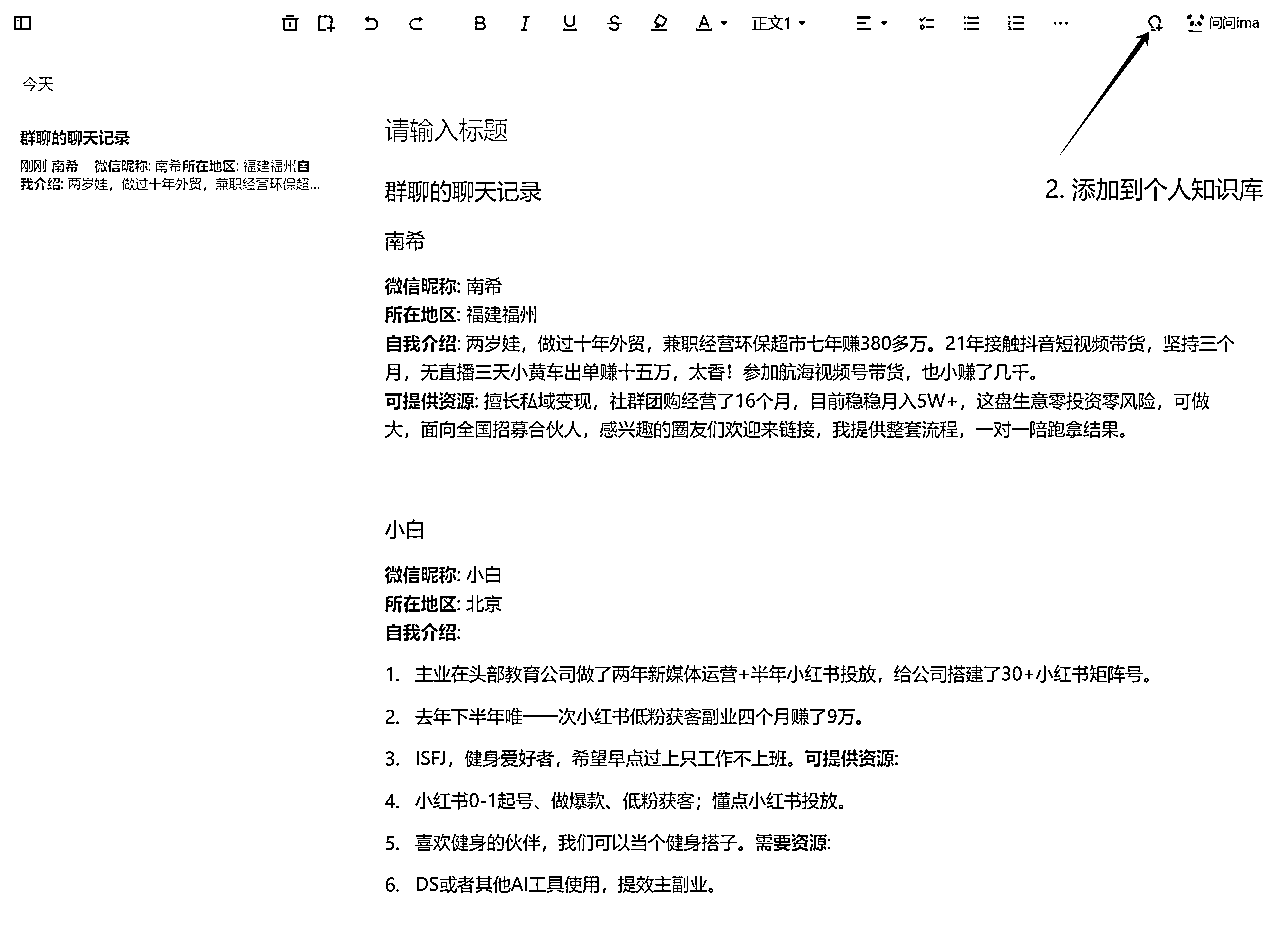 B I U S A 正文1 ··· 问问ima
今天
群聊的聊天记录
刚刚 南希 微信昵称: 南希所在地区: 福建福州自
我介绍: 两岁娃，做过十年外贸，兼职经营环保超...
请输入标题
2. 添加到个人知识库
群聊的聊天记录
南希
微信昵称: 南希
所在地区: 福建福州
自我介绍: 两岁娃，做过十年外贸，兼职经营环保超市七年赚380多万。21年接触抖音短视频带货，坚持三个
月，无直播三天小黄车出单赚十五万，太香！参加航海视频号带货，也小赚了几千。
可提供资源: 擅长私域变现，社群团购经营了16个月，目前稳稳月入5W+，这盘生意零投资零风险，可做
大，面向全国招募合伙人，感兴趣的圈友们欢迎来链接，我提供整套流程，一对一陪跑拿结果。
小白
微信昵称: 小白
所在地区: 北京
自我介绍:
1. 主业在头部教育公司做了两年新媒体运营+半年小红书投放，给公司搭建了30+小红书矩阵号。
2. 去年下半年唯一一次小红书低粉获客副业四个月赚了9万。
3. ISFJ，健身爱好者，希望早点过上只工作不上班。可提供资源:
4. 小红书0-1起号、做爆款、低粉获客；懂点小红书投放。
5. 喜欢健身的伙伴，我们可以当个健身搭子。需要资源:
6. DS或者其他AI工具使用，提效主副业。